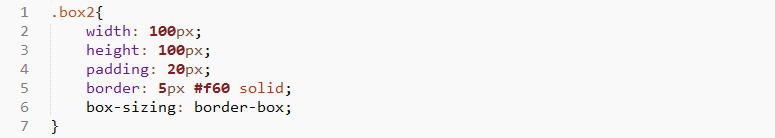 1 .box2{
2 width: 100px;
3 height: 100px;
4 padding: 20px;
5 border: 5px #f60 solid;
6 box-sizing: border-box;
7 }